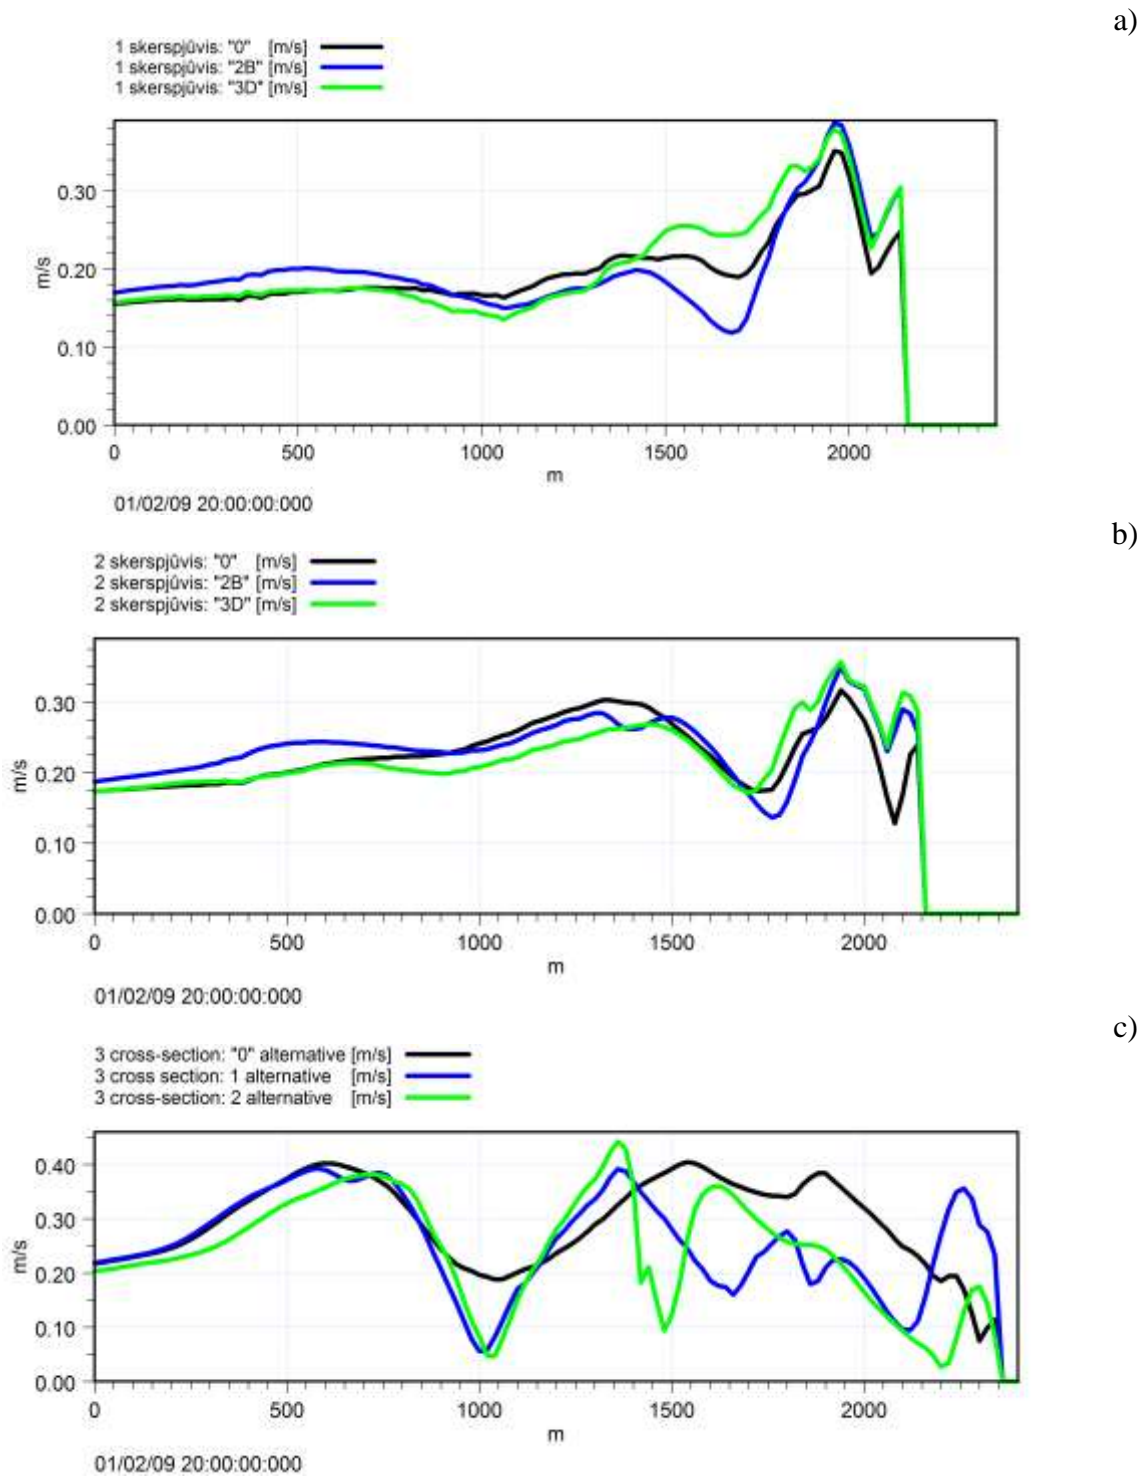 a)
1 skerspjūvis: "0" [m/s]
1 skerspjūvis: "2B" [m/s]
1 skerspjūvis: "3D" [m/s]
m/s
0.30
0.20
0.10
0.00
0 500 1000 1500 2000
m
01/02/09 20:00:00:000
b)
2 skerspjūvis: "0" [m/s]
2 skerspjūvis: "2B" [m/s]
2 skerspjūvis: "3D" [m/s]
m/s
0.30
0.20
0.10
0.00
0 500 1000 1500 2000
m
01/02/09 20:00:00:000
c)
3 cross-section: "0" alternative [m/s]
3 cross section: 1 alternative [m/s]
3 cross-section: 2 alternative [m/s]
m/s
0.40
0.30
0.20
0.10
0.00
0 500 1000 1500 2000
m
01/02/09 20:00:00:000